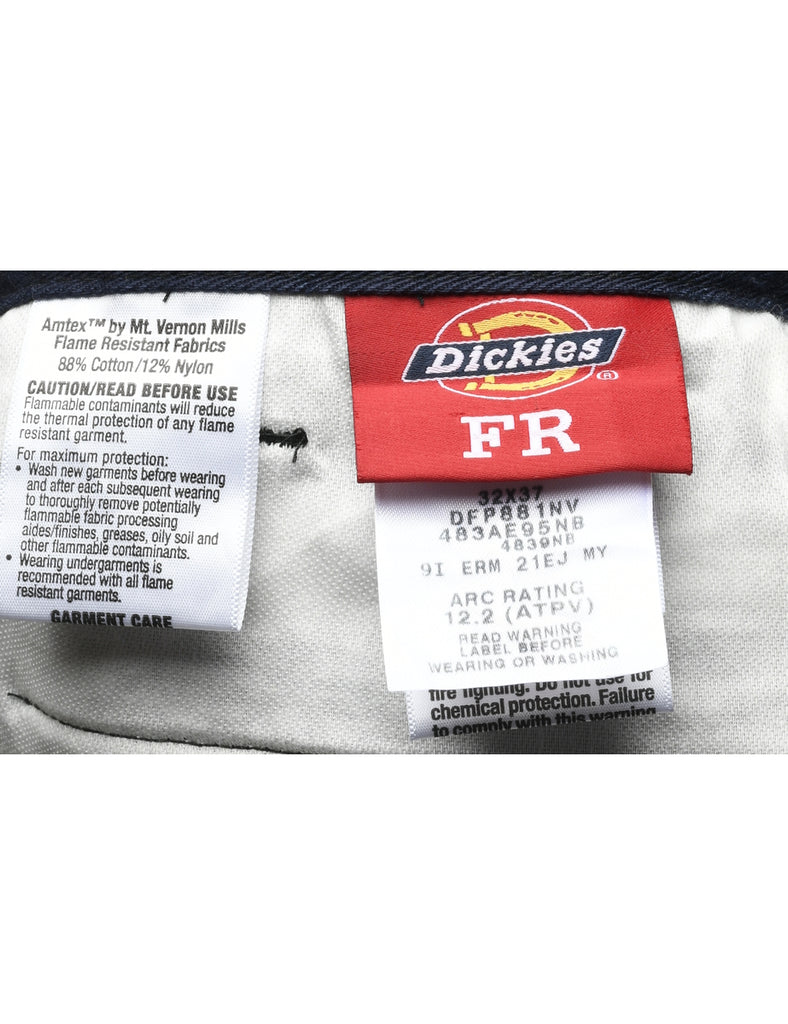 Amtex™ by Mt. Vernon Mills
Flame Resistant Fabrics
88% Cotton/12% Nylon
CAUTION/READ BEFORE USE
Flammable contaminants will reduce
the thermal protection of any flame
resistant garment.
For maximum protection:
• Wash new garments before wearing
and after each subsequent wearing
to thoroughly remove potentially
flammable fabric processing
aides/finishes, greases, oily soil and
other flammable contaminants.
• Wearing undergarments is
recommended with all flame
resistant garments.
GARMENT CARE
Dickies®
FR
32X37
DFP881NV
483AE95NB
4839NB
9I ERM 21EJ MY
ARC RATING
12.2 (ATPV)
READ WARNING
LABEL BEFORE
WEARING OR WASHING
fire fighting. Do not use for
chemical protection. Failure
to comply with this warning